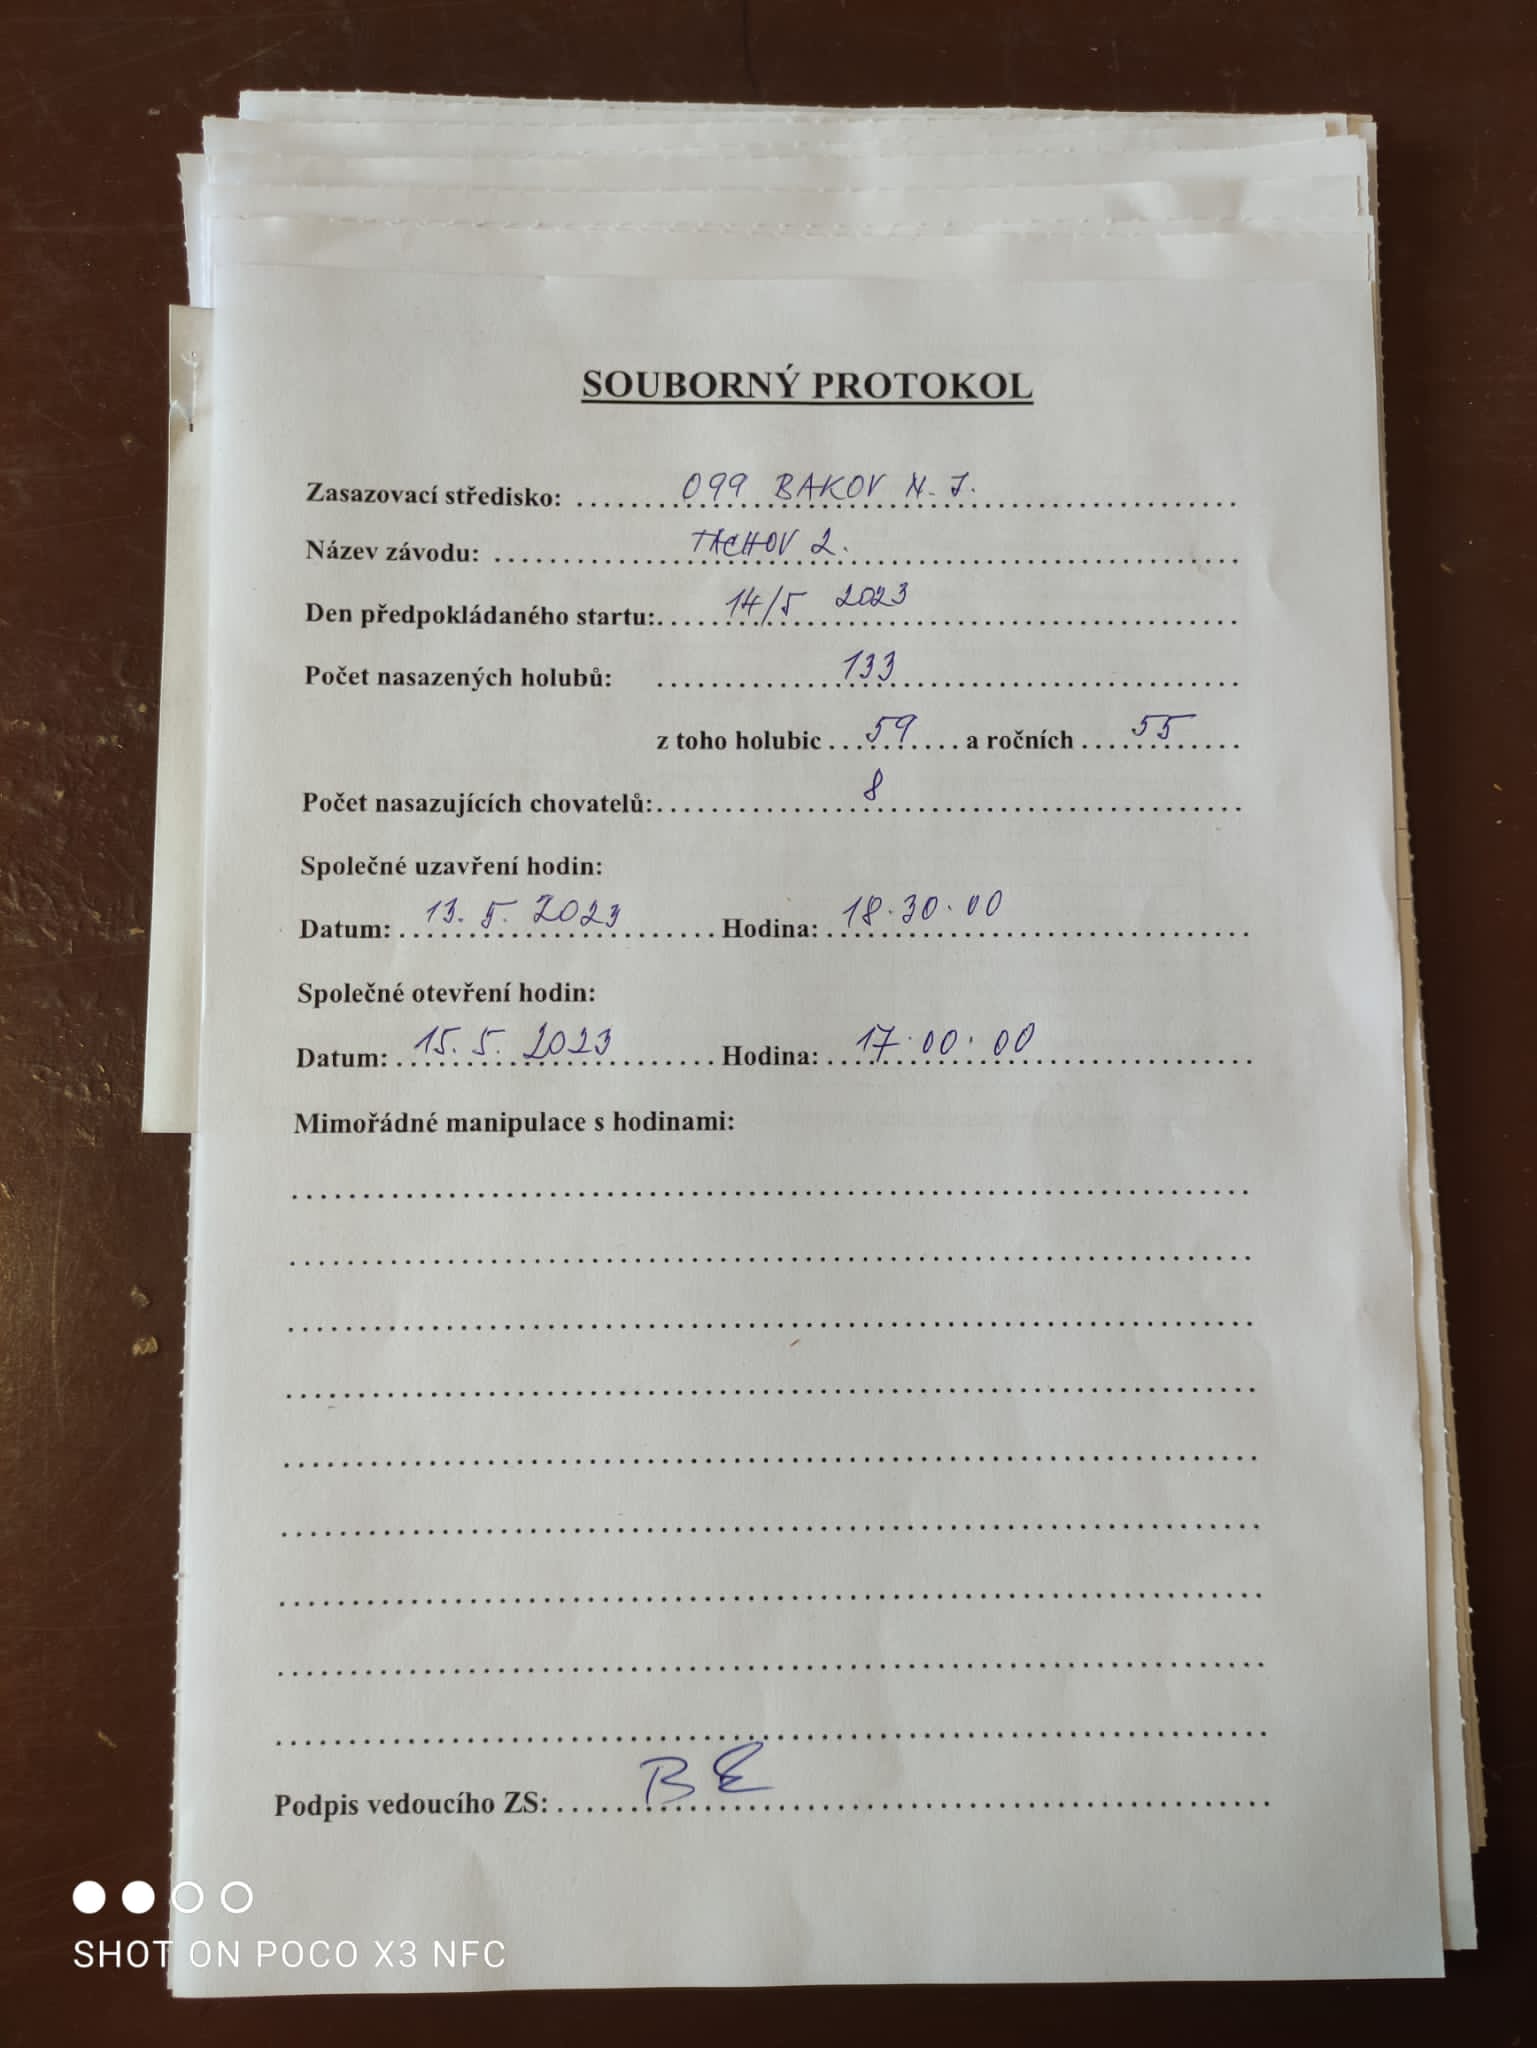 SOUBORNÝ PROTOKOL
Zasazovací středisko: 099 BAKOV N. J.
Název závodu: TACHOV 2.
Den předpokládaného startu: 14/5 2023
Počet nasazených holubů: 133
z toho holubic 59 a ročních 55
Počet nasazujících chovatelů: 8
Společné uzavření hodin:
Datum: 13. 5. 2023 Hodina: 18.30.00
Společné otevření hodin:
Datum: 15. 5. 2023 Hodina: 17.00.00
Mimořádné manipulace s hodinami:
Podpis vedoucího ZS:
SHOT ON POCO X3 NFC